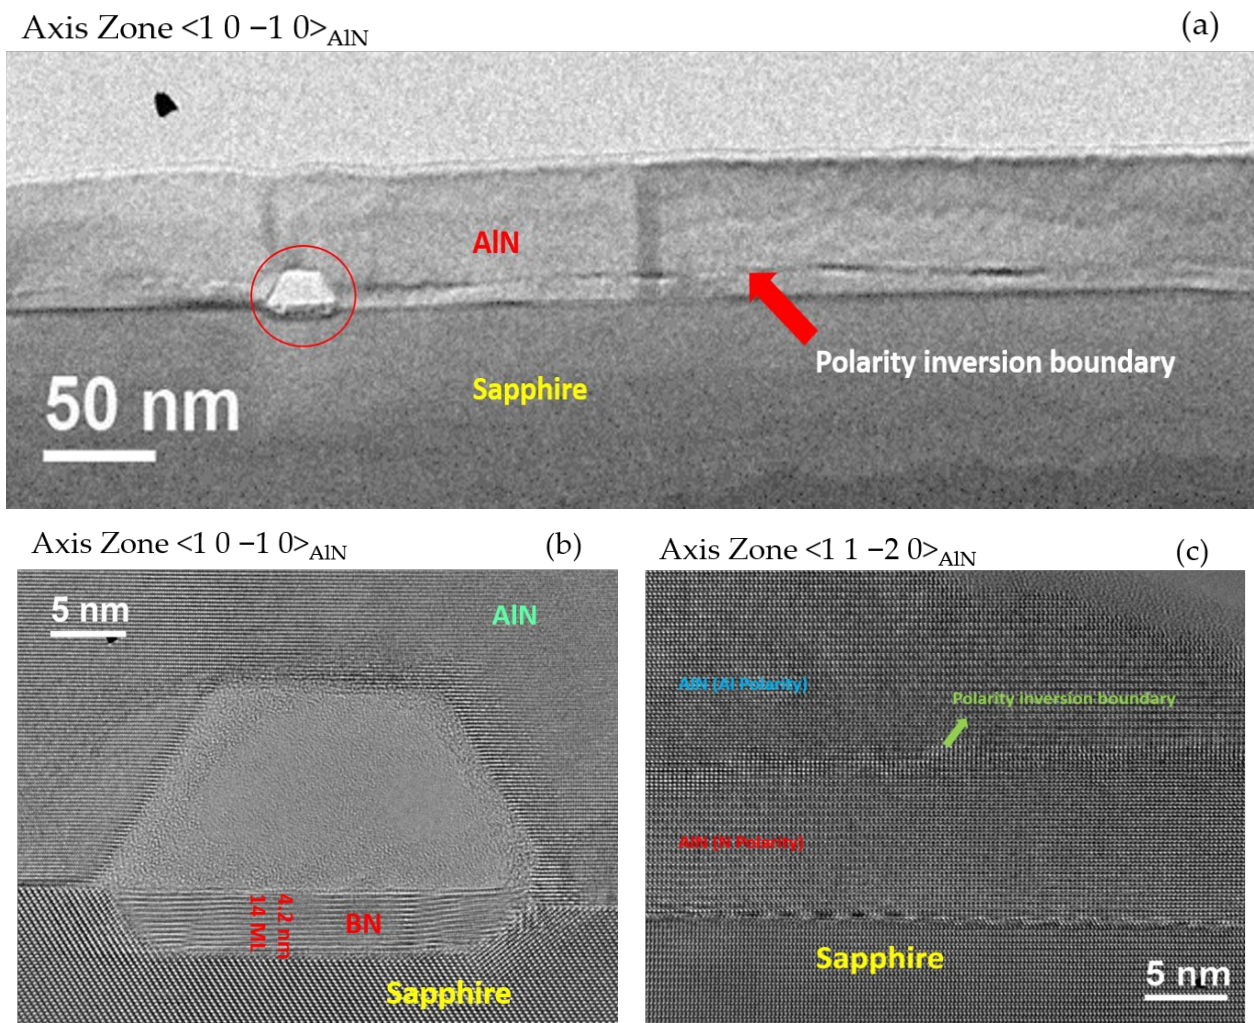 Axis Zone <1 0 −1 0>AlN
(a)
AlN
Polarity inversion boundary
50 nm
Sapphire
Axis Zone <1 0 −1 0>AlN
(b)
5 nm
AlN
4.2 nm
14 ML
BN
Sapphire
Axis Zone <1 1 −2 0>AlN
(c)
AlN (Al Polarity)
Polarity inversion boundary
AlN (N Polarity)
Sapphire
5 nm